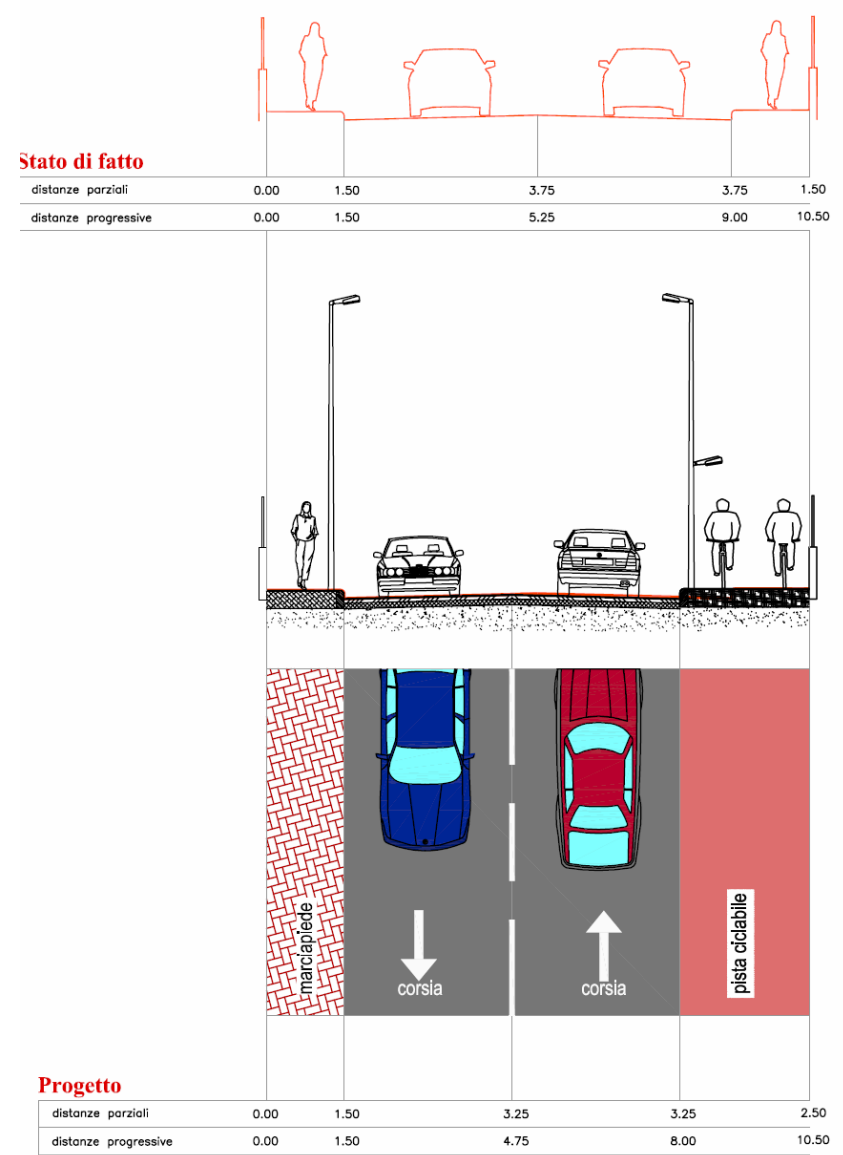 Stato di fatto
distanze parziali 0.00 1.50 3.75 3.75 1.50
distanze progressive 0.00 1.50 5.25 9.00 10.50
marciapiede
corsia
corsia
pista ciclabile
Progetto
distanze parziali 0.00 1.50 3.25 3.25 2.50
distanze progressive 0.00 1.50 4.75 8.00 10.50